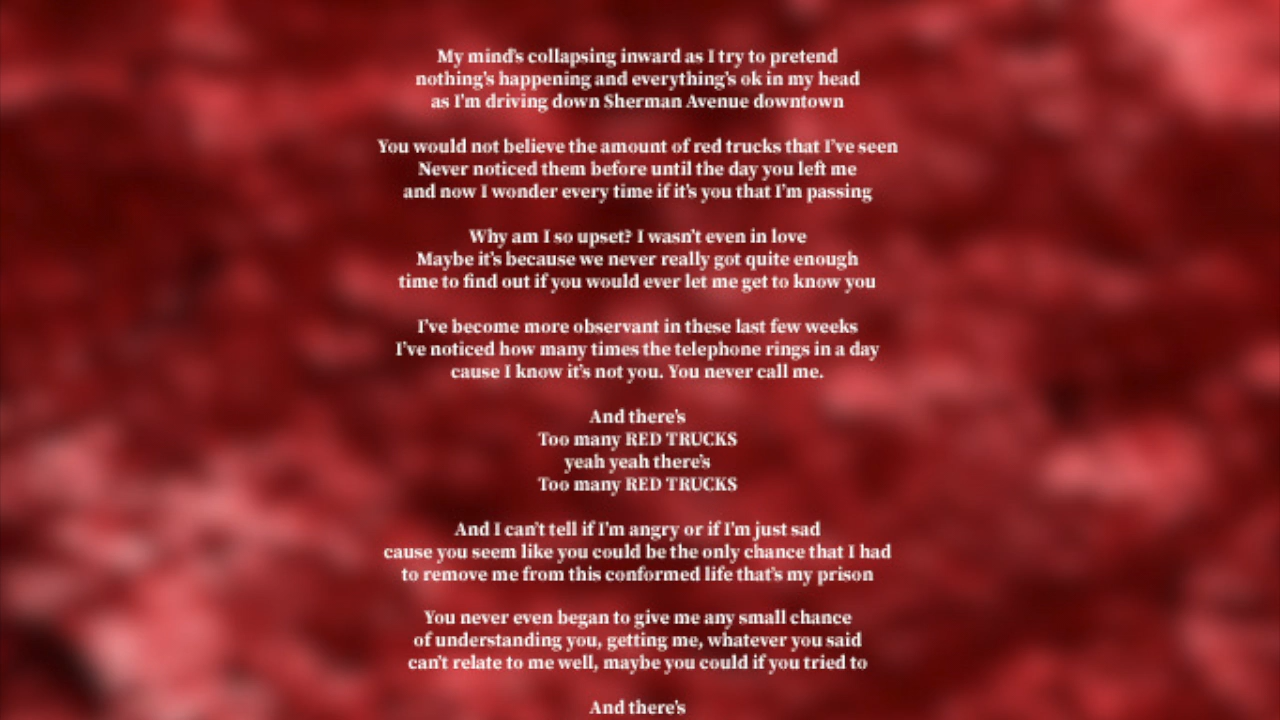 My mind's collapsing inward as I try to pretend
nothing's happening and everything's ok in my head
as I'm driving down Sherman Avenue downtown
You would not believe the amount of red trucks that I've seen
Never noticed them before until the day you left me
and now I wonder every time if it's you that I'm passing
Why am I so upset? I wasn't even in love
Maybe it's because we never really got quite enough
time to find out if you would ever let me get to know you
I've become more observant in these last few weeks
I've noticed how many times the telephone rings in a day
cause I know it's not you. You never call me.
And there's
Too many RED TRUCKS
yeah yeah there's
Too many RED TRUCKS
And I can't tell if I'm angry or if I'm just sad
cause you seem like you could be the only chance that I had
to remove me from this conformed life that's my prison
You never even began to give me any small chance
of understanding you, getting me, whatever you said
can't relate to me well, maybe you could if you tried to
And there's